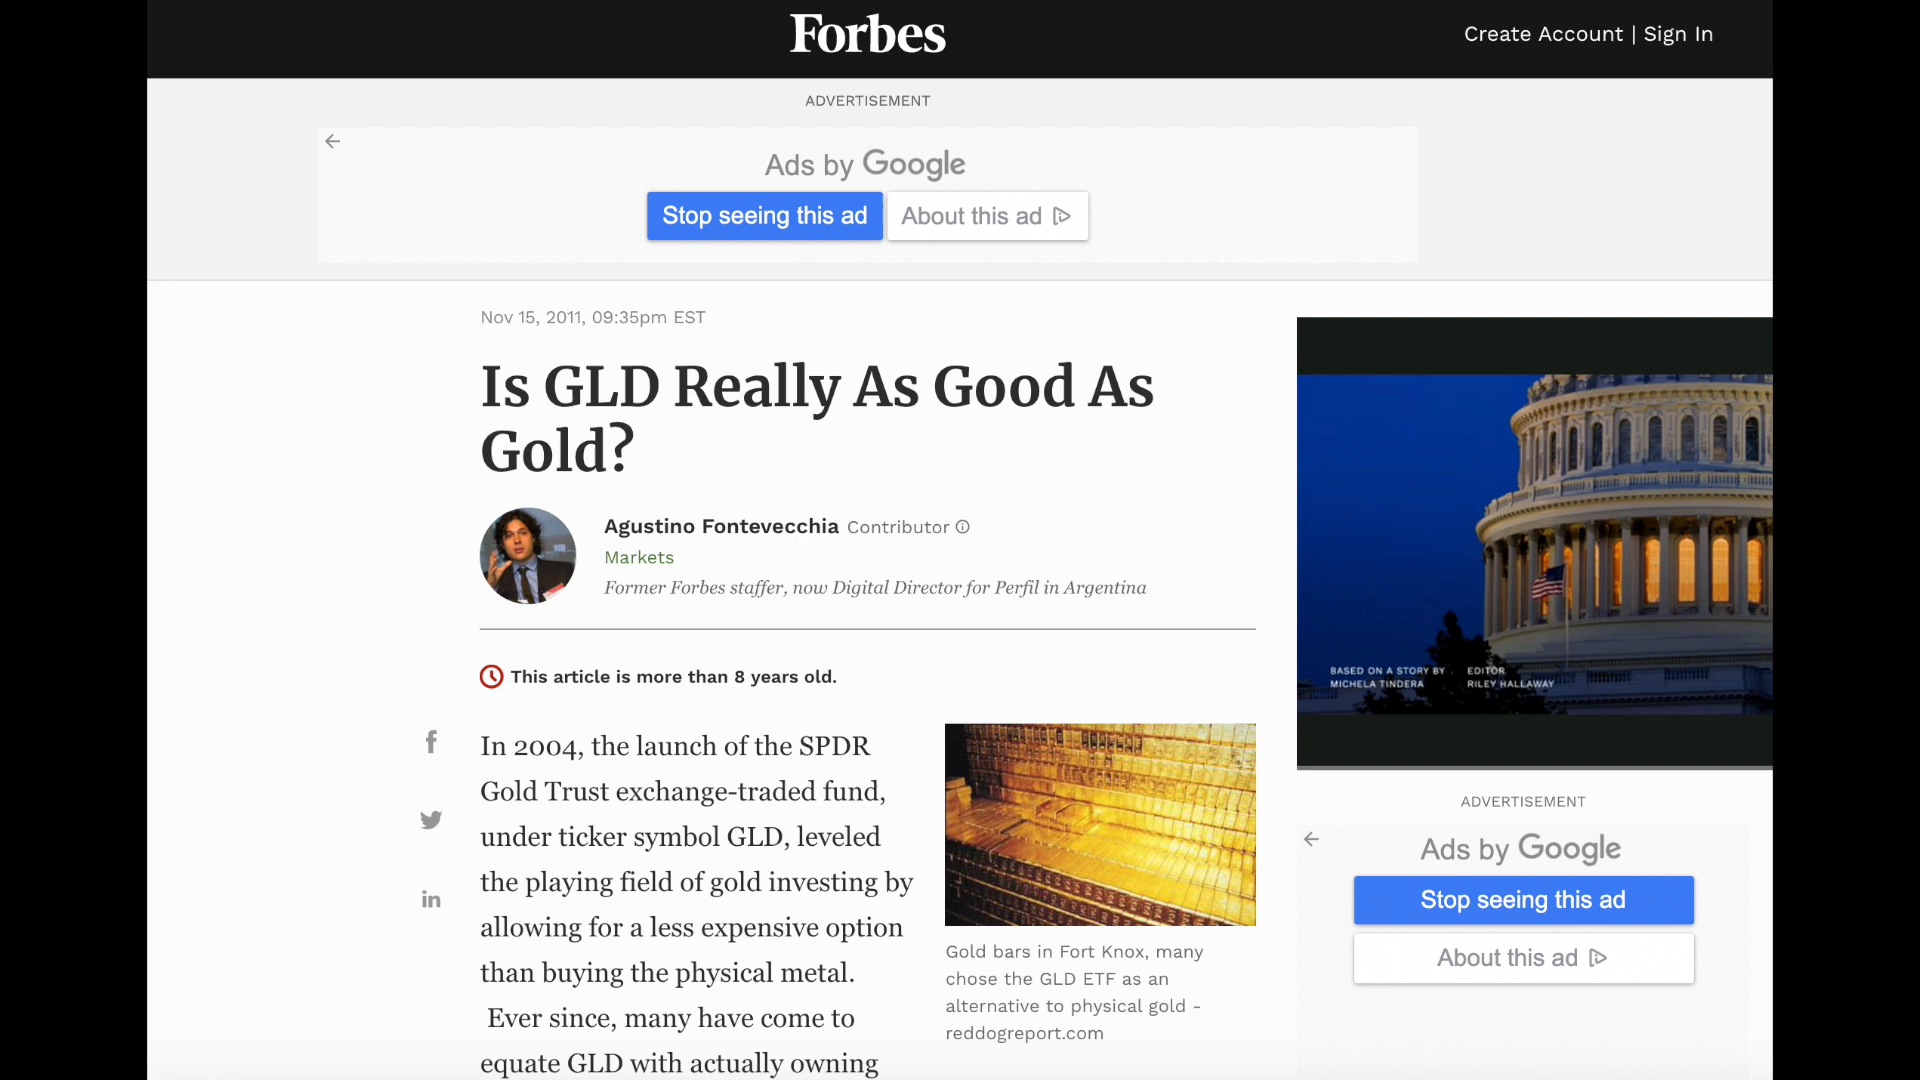 Forbes
Create Account | Sign In
ADVERTISEMENT
Ads by Google
Stop seeing this ad
About this ad
Nov 15, 2011, 09:35pm EST
Is GLD Really As Good As
Gold?
Agustino Fontevecchia Contributor
Markets
Former Forbes staffer, now Digital Director for Perfil in Argentina
This article is more than 8 years old.
In 2004, the launch of the SPDR
Gold Trust exchange-traded fund,
under ticker symbol GLD, leveled
the playing field of gold investing by
allowing for a less expensive option
than buying the physical metal.
Ever since, many have come to
equate GLD with actually owning
Gold bars in Fort Knox, many
chose the GLD ETF as an
alternative to physical gold -
reddogreport.com
BASED ON A STORY BY
MICHELA TINDERA
EDITOR
RILEY HALLAWAY
ADVERTISEMENT
Ads by Google
Stop seeing this ad
About this ad